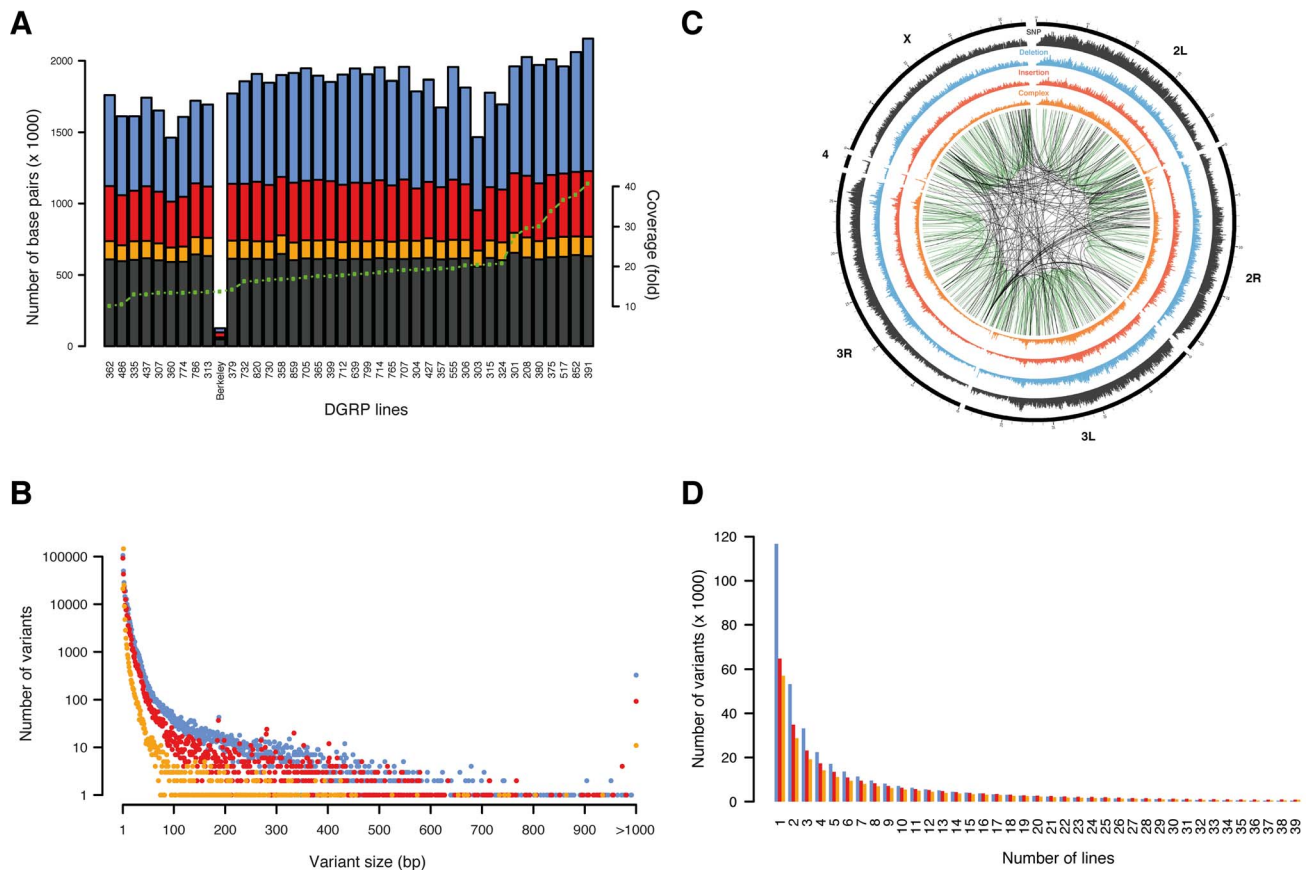 A
Number of base pairs (x 1000)
2000
1500
1000
500
0
Coverage (fold)
40
30
20
10
362 486 335 437 307 360 774 786 313 Berkeley 379 732 820 730 358 859 705 365 399 712 639 799 714 765 707 304 427 357 555 306 303 315 324 301 208 380 375 517 852 391
DGRP lines
C
SNP
Deletion
Insertion
Complex
X
2L
4
2R
3R
3L
B
Number of variants
100000
10000
1000
100
10
1
1 100 200 300 400 500 600 700 800 900 >1000
Variant size (bp)
D
Number of variants (x 1000)
120
100
80
60
40
20
0
1 2 3 4 5 6 7 8 9 10 11 12 13 14 15 16 17 18 19 20 21 22 23 24 25 26 27 28 29 30 31 32 33 34 35 36 37 38 39
Number of lines